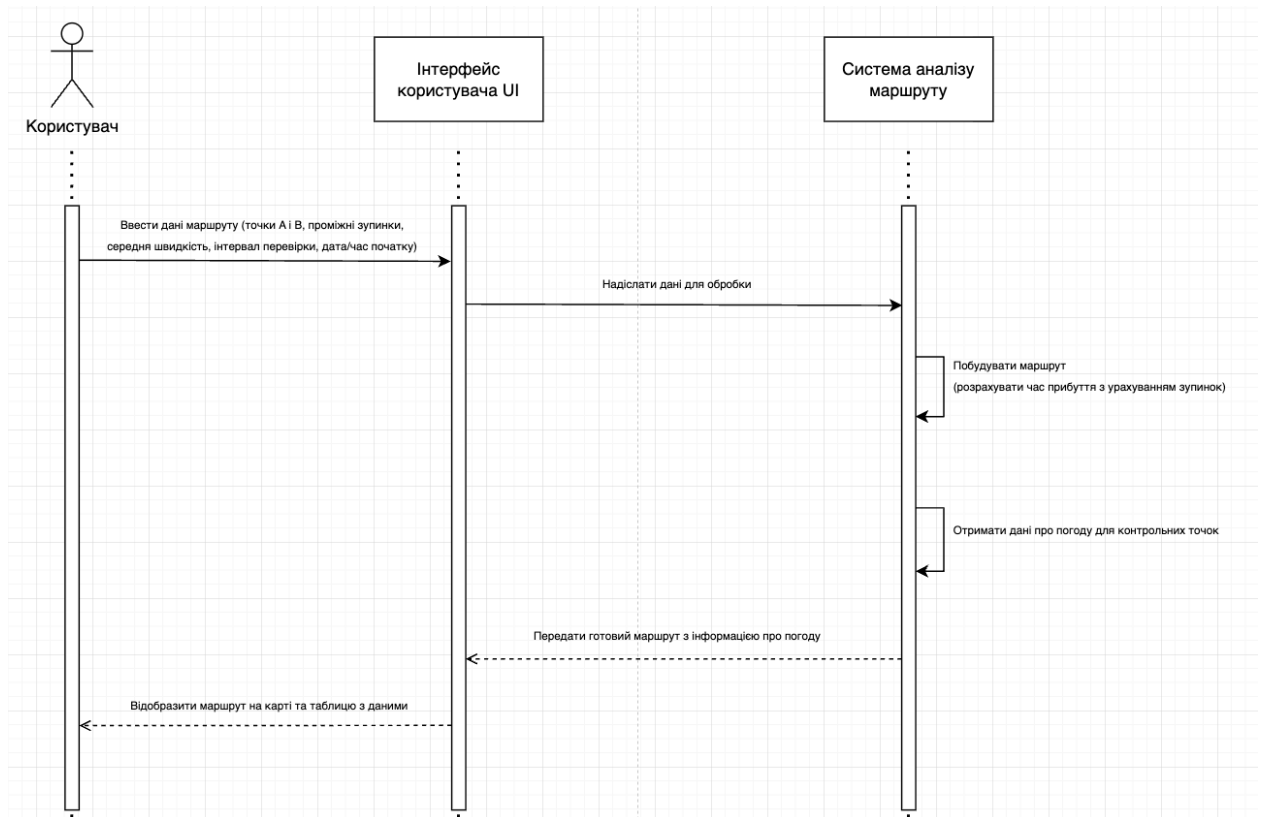 Користувач
Інтерфейс
користувача UI
Система аналізу
маршруту
Ввести дані маршруту (точки А і В, проміжні зупинки,
середня швидкість, інтервал перевірки, дата/час початку)
Надіслати дані для обробки
Побудувати маршрут
(розрахувати час прибуття з урахуванням зупинок)
Отримати дані про погоду для контрольних точок
Передати готовий маршрут з інформацією про погоду
Відобразити маршрут на карті та таблицю з даними